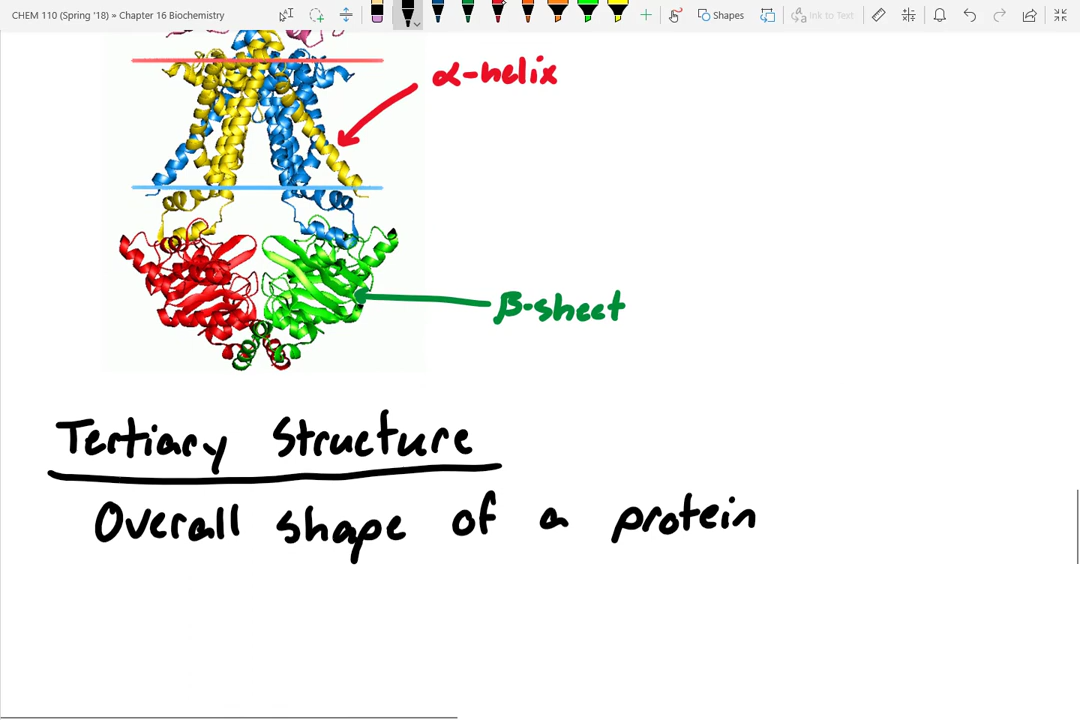 CHEM 110 (Spring '18) » Chapter 16 Biochemistry
Shapes
Ink to Text
α-helix
β-sheet
Tertiary Structure
Overall shape of a protein